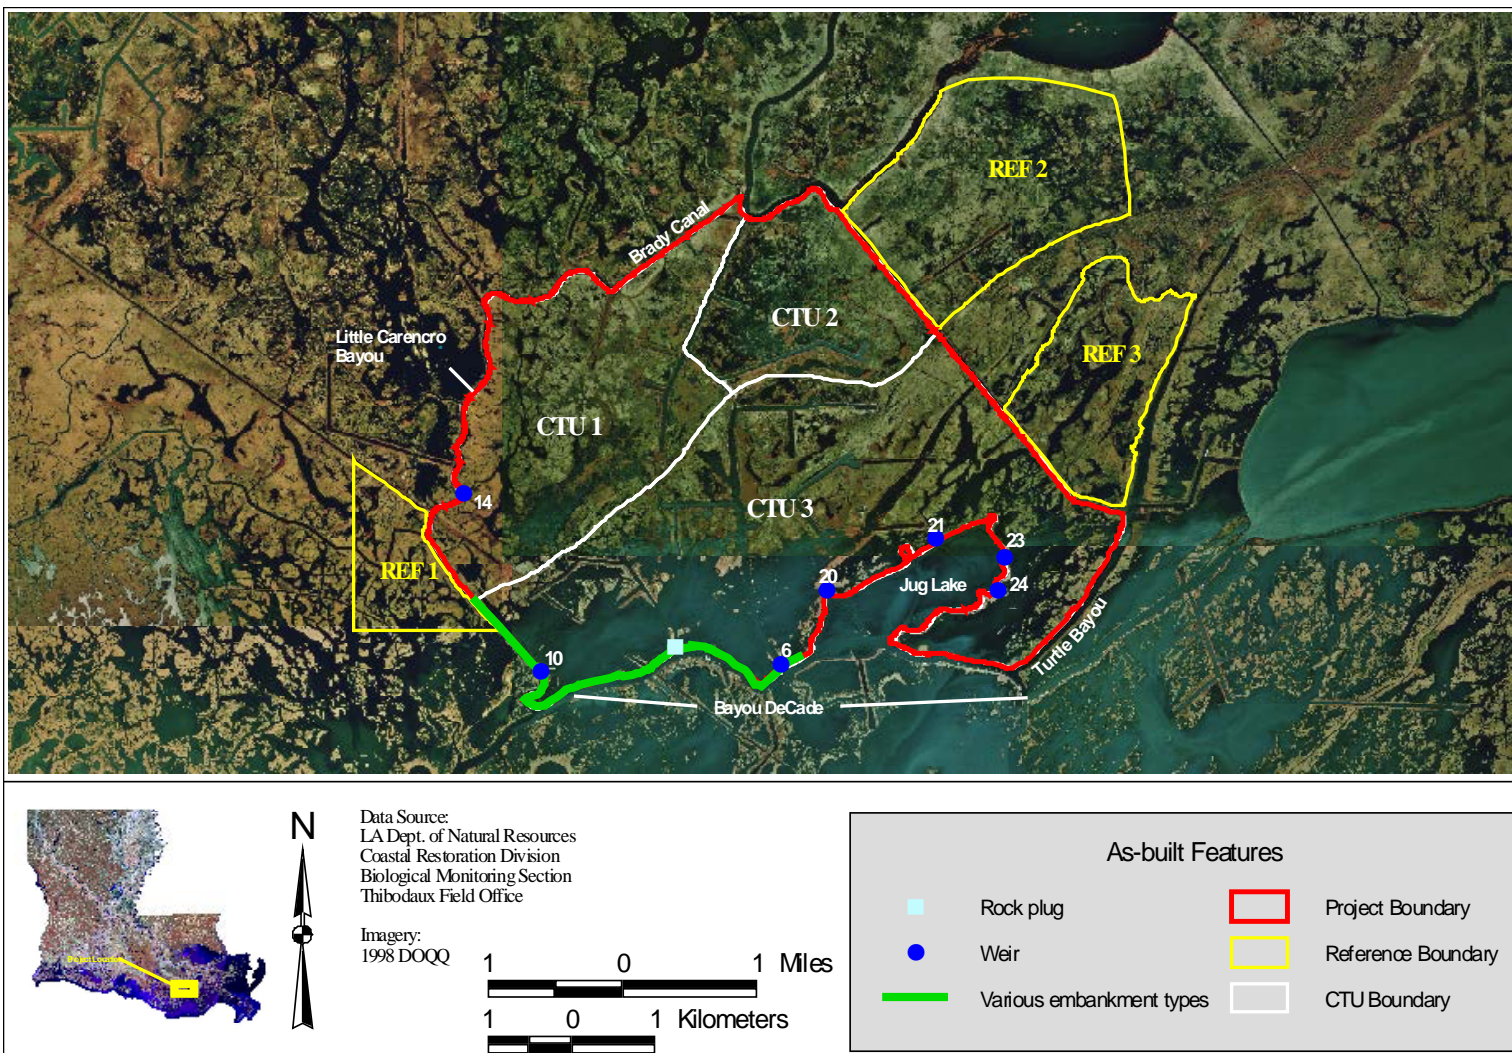 REF 2
Brady Canal
CTU 2
Little Carencro
Bayou
REF 3
CTU 1
14
CTU 3
21
23
REF 1
20
Jug Lake
24
10
6
Turtle Bayou
Bayou DeCade
Project Location
N
Data Source:
LA Dept. of Natural Resources
Coastal Restoration Division
Biological Monitoring Section
Thibodaux Field Office
Imagery:
1998 DOQQ
1 0 1 Miles
1 0 1 Kilometers
As-built Features
Rock plug
Project Boundary
Weir
Reference Boundary
Various embankment types
CTU Boundary